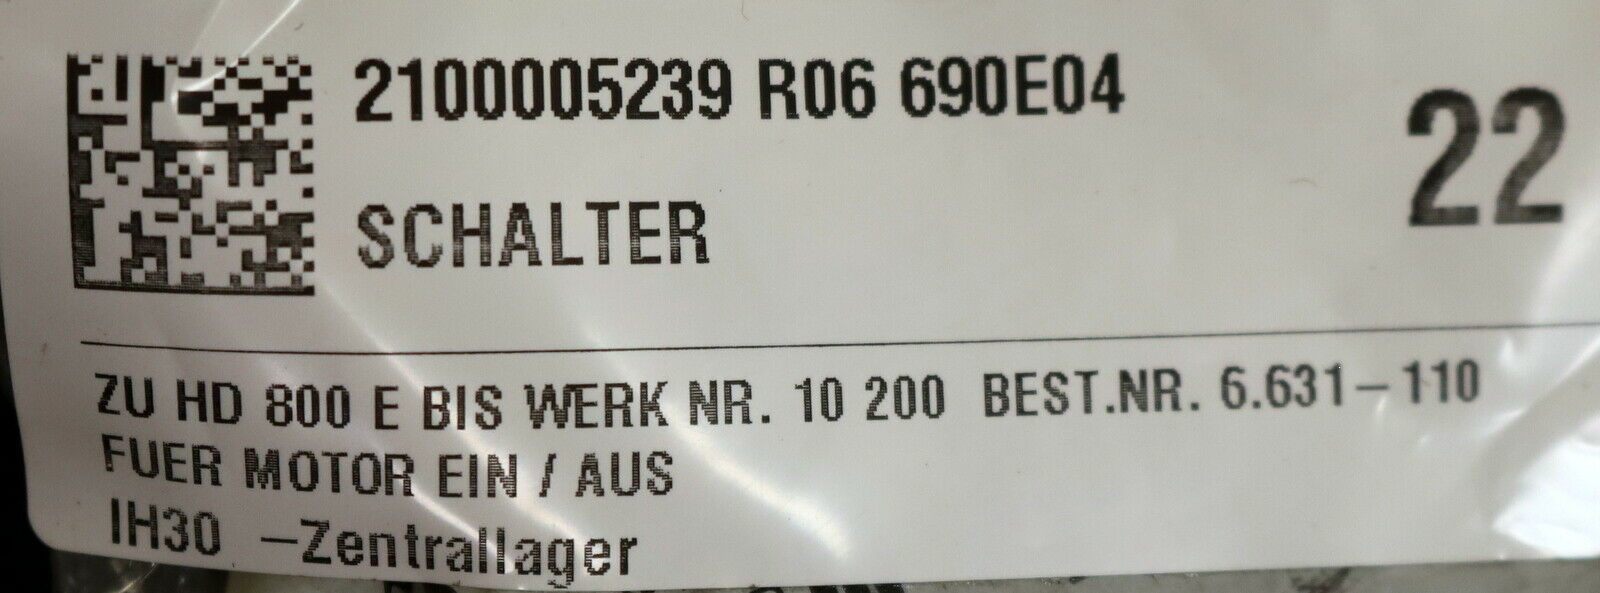 2100005239 R06 690E04
22
SCHALTER
ZU HD 800 E BIS WERK NR. 10 200 BEST.NR. 6.631-110
FUER MOTOR EIN / AUS
IH30 -Zentrallager